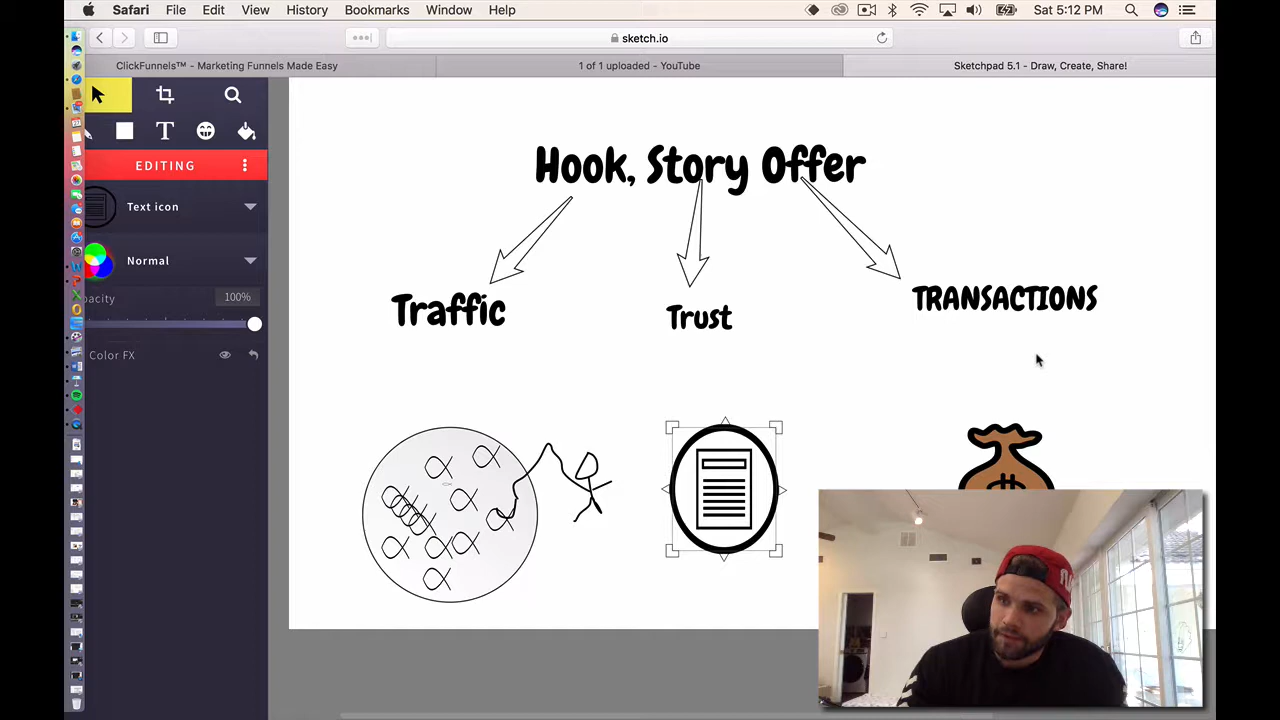 Safari File Edit View History Bookmarks Window Help Sat 5:12 PM
sketch.io
ClickFunnels™ - Marketing Funnels Made Easy 1 of 1 uploaded - YouTube Sketchpad 5.1 - Draw, Create, Share!
T
EDITING
Text icon
Normal
pacity 100%
Color FX
Hook, Story Offer
Traffic
Trust
TRANSACTIONS
$